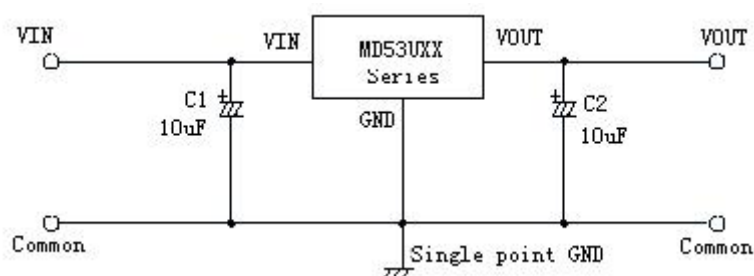 VIN
VIN
MD53UXX
Series
VOUT
VOUT
C1
10uF
GND
C2
10uF
Common
Single point GND
Common